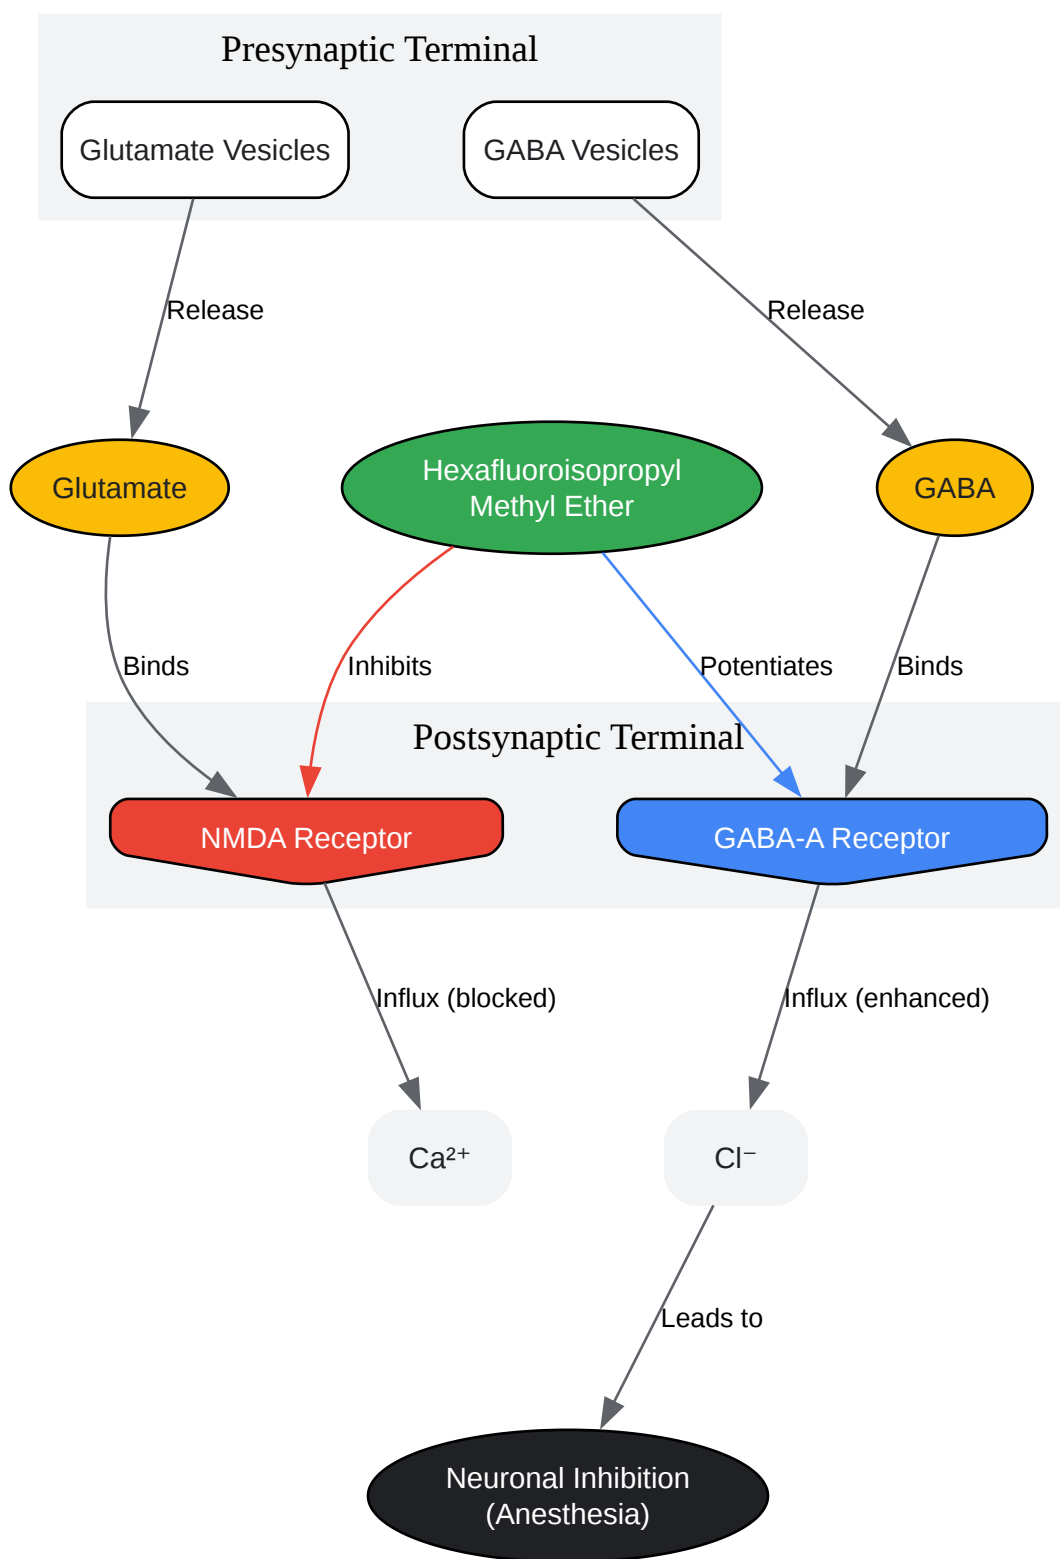 Presynaptic Terminal
Glutamate Vesicles
GABA Vesicles
Release
Release
Glutamate
Hexafluoroisopropyl
Methyl Ether
GABA
Binds
Inhibits
Potentiates
Binds
Postsynaptic Terminal
NMDA Receptor
GABA-A Receptor
Influx (blocked)
Influx (enhanced)
Ca²⁺
Cl⁻
Leads to
Neuronal Inhibition
(Anesthesia)